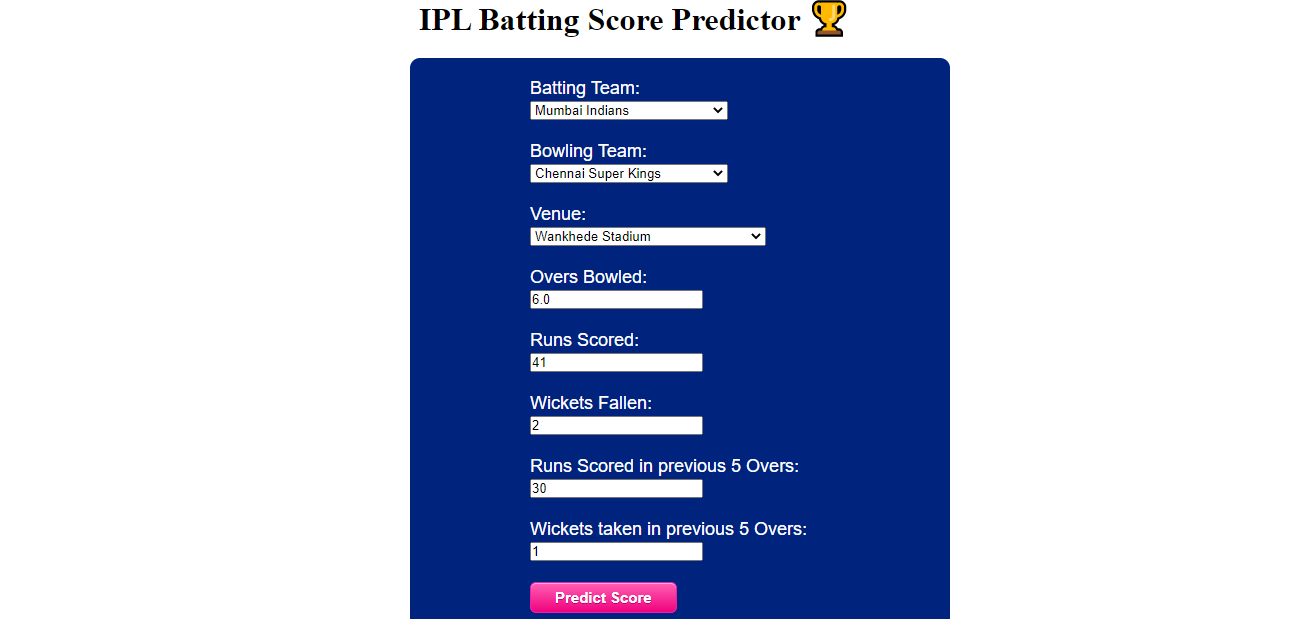 IPL Batting Score Predictor 🏆
Batting Team:
Mumbai Indians
Bowling Team:
Chennai Super Kings
Venue:
Wankhede Stadium
Overs Bowled:
6.0
Runs Scored:
41
Wickets Fallen:
2
Runs Scored in previous 5 Overs:
30
Wickets taken in previous 5 Overs:
1
Predict Score